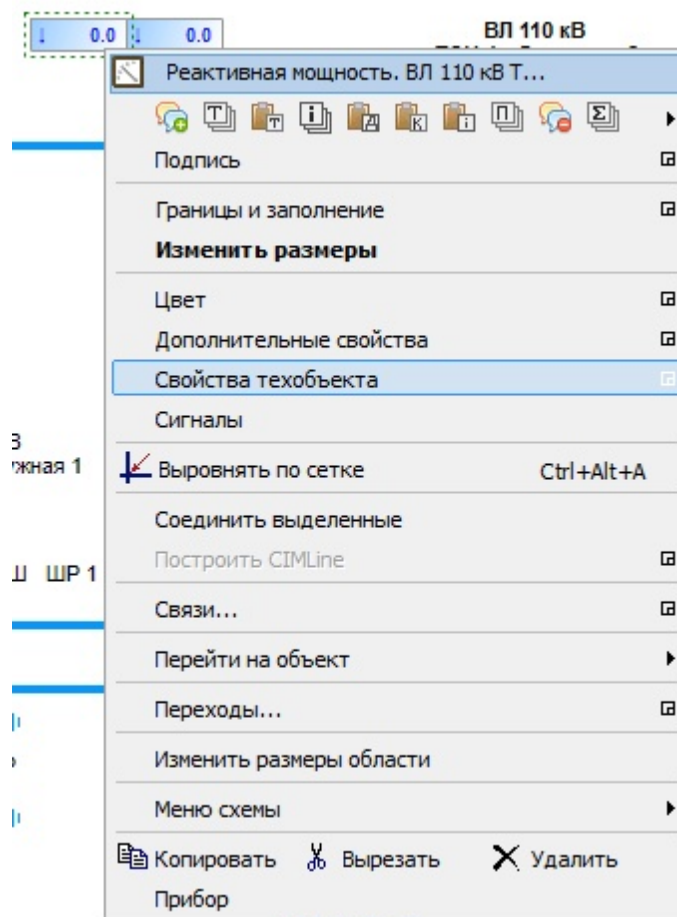 ↓ 0.0 ↓ 0.0
ВЛ 110 кВ
Реактивная мощность. ВЛ 110 кВ Т...
Т Т i Д К i П Σ
Подпись
Границы и заполнение
Изменить размеры
Цвет
Дополнительные свойства
Свойства техобъекта
Сигналы
В
ужная 1
Выровнять по сетке Ctrl+Alt+A
Соединить выделенные
Построить CIMLine
Ш ШР 1
Связи...
Перейти на объект
Переходы...
Изменить размеры области
Меню схемы
Копировать Вырезать Удалить
Прибор